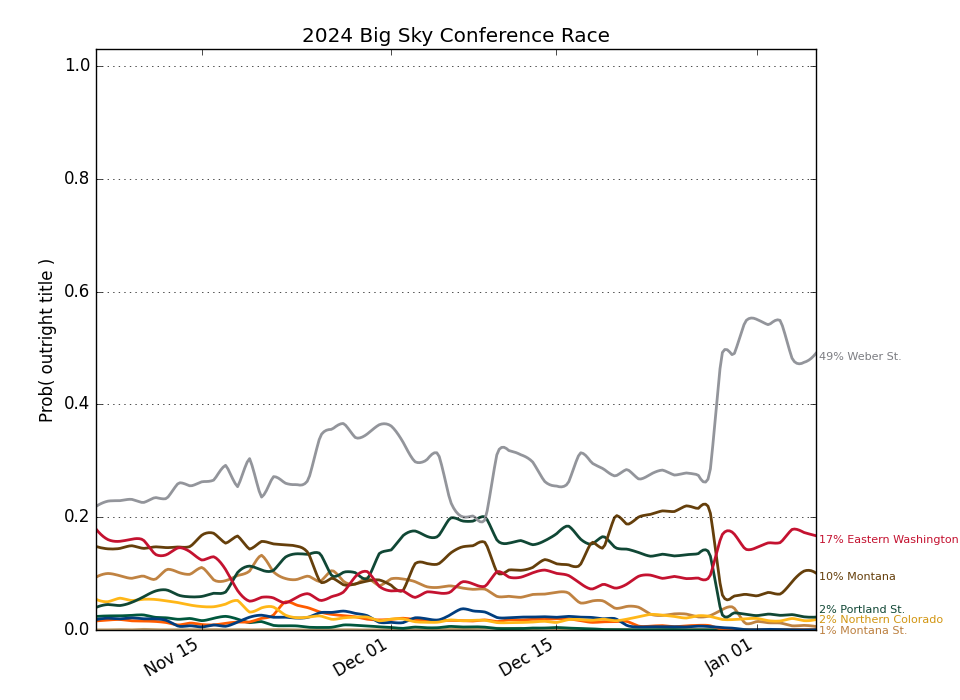 2024 Big Sky Conference Race
Prob( outright title )
1.0
0.8
0.6
0.4
0.2
0.0
Nov 15
Dec 01
Dec 15
Jan 01
49% Weber St.
17% Eastern Washington
10% Montana
2% Portland St.
2% Northern Colorado
1% Montana St.